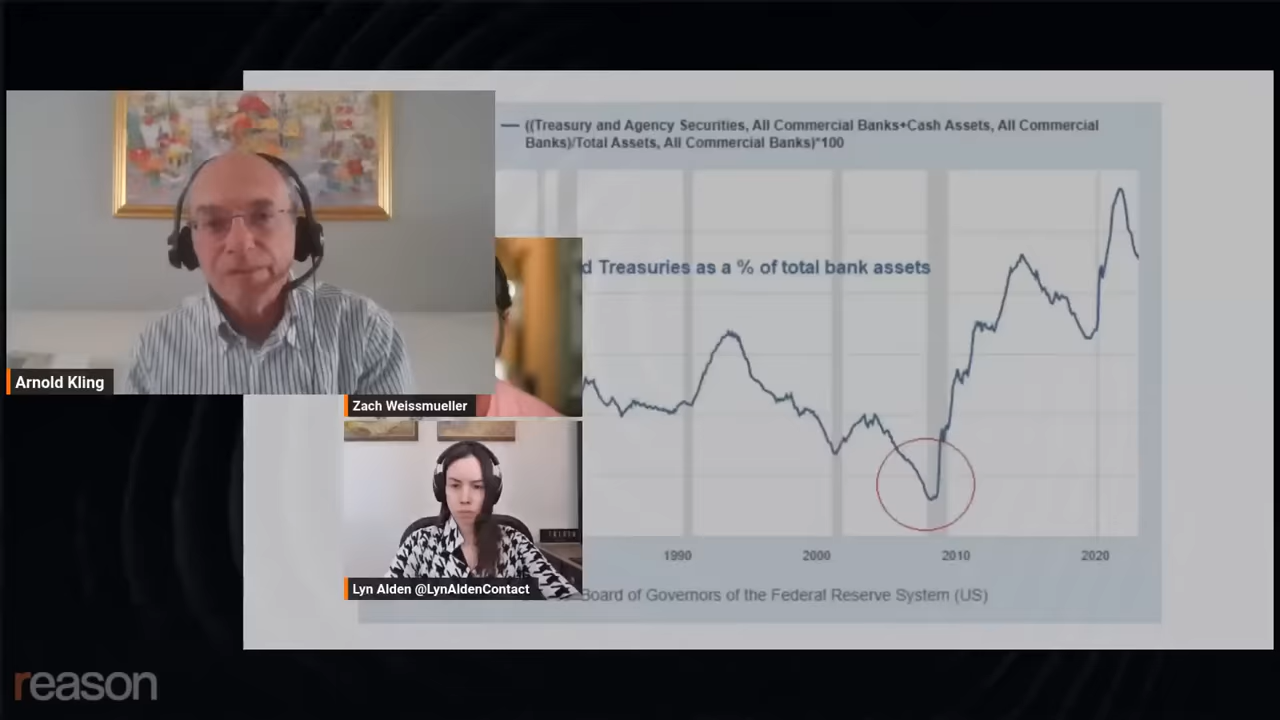 ((Treasury and Agency Securities, All Commercial Banks+Cash Assets, All Commercial
Banks)/Total Assets, All Commercial Banks)*100
d Treasuries as a % of total bank assets
Arnold Kling
Zach Weissmueller
Lyn Alden @LynAldenContact
1990
2000
2010
2020
Board of Governors of the Federal Reserve System (US)
reason